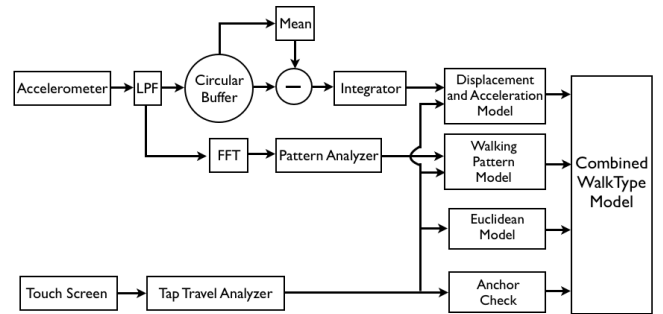 Mean
Accelerometer
LPF
Circular
Buffer
−
Integrator
Displacement
and Acceleration
Model
FFT
Pattern Analyzer
Walking
Pattern
Model
Combined
WalkType
Model
Euclidean
Model
Touch Screen
Tap Travel Analyzer
Anchor
Check